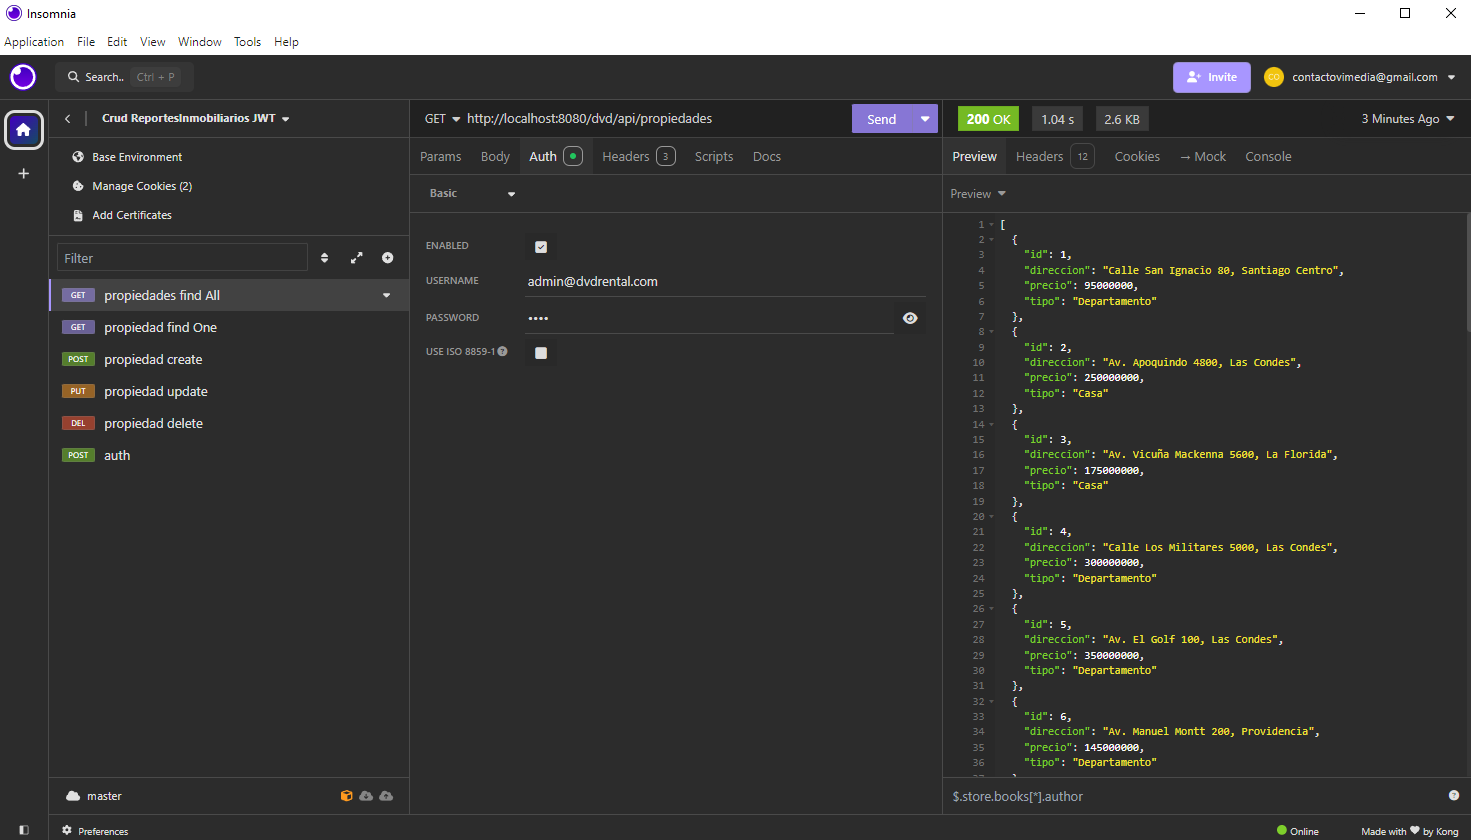 Insomnia
Application File Edit View Window Tools Help
Search.. Ctrl + P
Invite
CO
contactovimedia@gmail.com
Crud ReportesInmobiliarios JWT
Base Environment
Manage Cookies (2)
Add Certificates
Filter
GET propiedades find All
GET propiedad find One
POST propiedad create
PUT propiedad update
DEL propiedad delete
POST auth
master
GET http://localhost:8080/dvd/api/propiedades
Send
Params Body Auth Headers 3 Scripts Docs
Basic
ENABLED
USERNAME admin@dvdrental.com
PASSWORD ••••
USE ISO 8859-1
200 OK 1.04 s 2.6 KB 3 Minutes Ago
Preview Headers 12 Cookies → Mock Console
Preview
1 [
2 {
3 "id": 1,
4 "direccion": "Calle San Ignacio 80, Santiago Centro",
5 "precio": 95000000,
6 "tipo": "Departamento"
7 },
8 {
9 "id": 2,
10 "direccion": "Av. Apoquindo 4800, Las Condes",
11 "precio": 250000000,
12 "tipo": "Casa"
13 },
14 {
15 "id": 3,
16 "direccion": "Av. Vicuña Mackenna 5600, La Florida",
17 "precio": 175000000,
18 "tipo": "Casa"
19 },
20 {
21 "id": 4,
22 "direccion": "Calle Los Militares 5000, Las Condes",
23 "precio": 300000000,
24 "tipo": "Departamento"
25 },
26 {
27 "id": 5,
28 "direccion": "Av. El Golf 100, Las Condes",
29 "precio": 350000000,
30 "tipo": "Departamento"
31 },
32 {
33 "id": 6,
34 "direccion": "Av. Manuel Montt 200, Providencia",
35 "precio": 145000000,
36 "tipo": "Departamento"
$.store.books[*].author
Preferences
Online
Made with ♥ by Kong